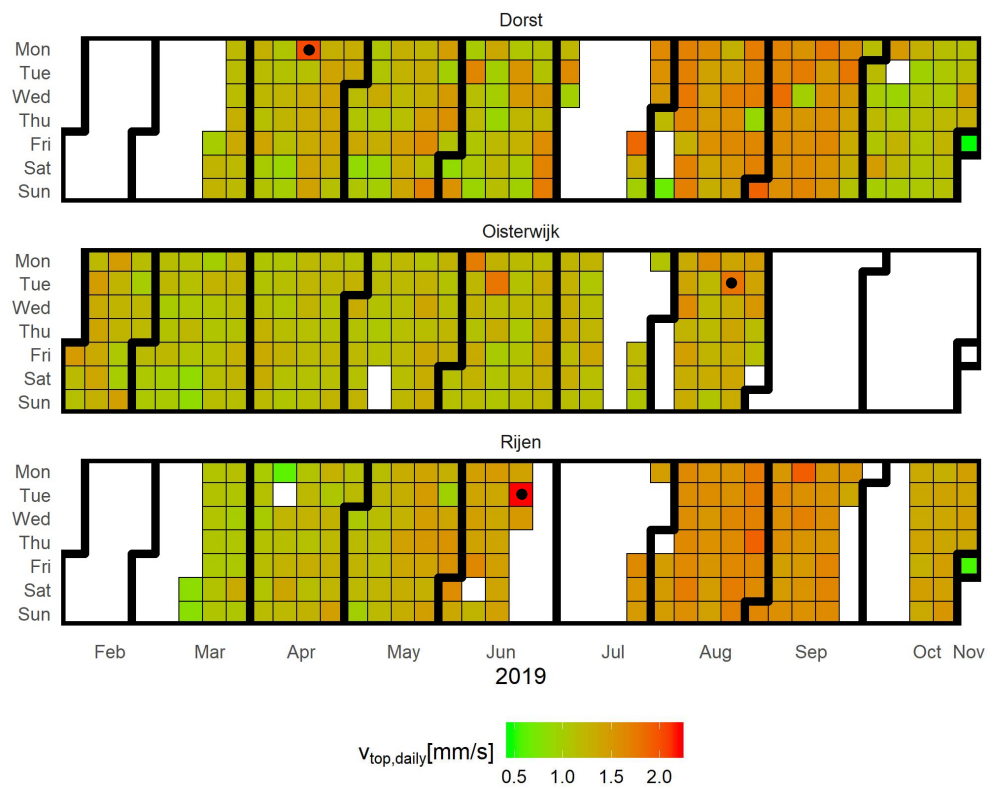 Dorst
Mon
Tue
Wed
Thu
Fri
Sat
Sun
Oisterwijk
Mon
Tue
Wed
Thu
Fri
Sat
Sun
Rijen
Mon
Tue
Wed
Thu
Fri
Sat
Sun
Feb Mar Apr May Jun Jul Aug Sep Oct Nov
2019
v_top,daily[mm/s]
0.5 1.0 1.5 2.0